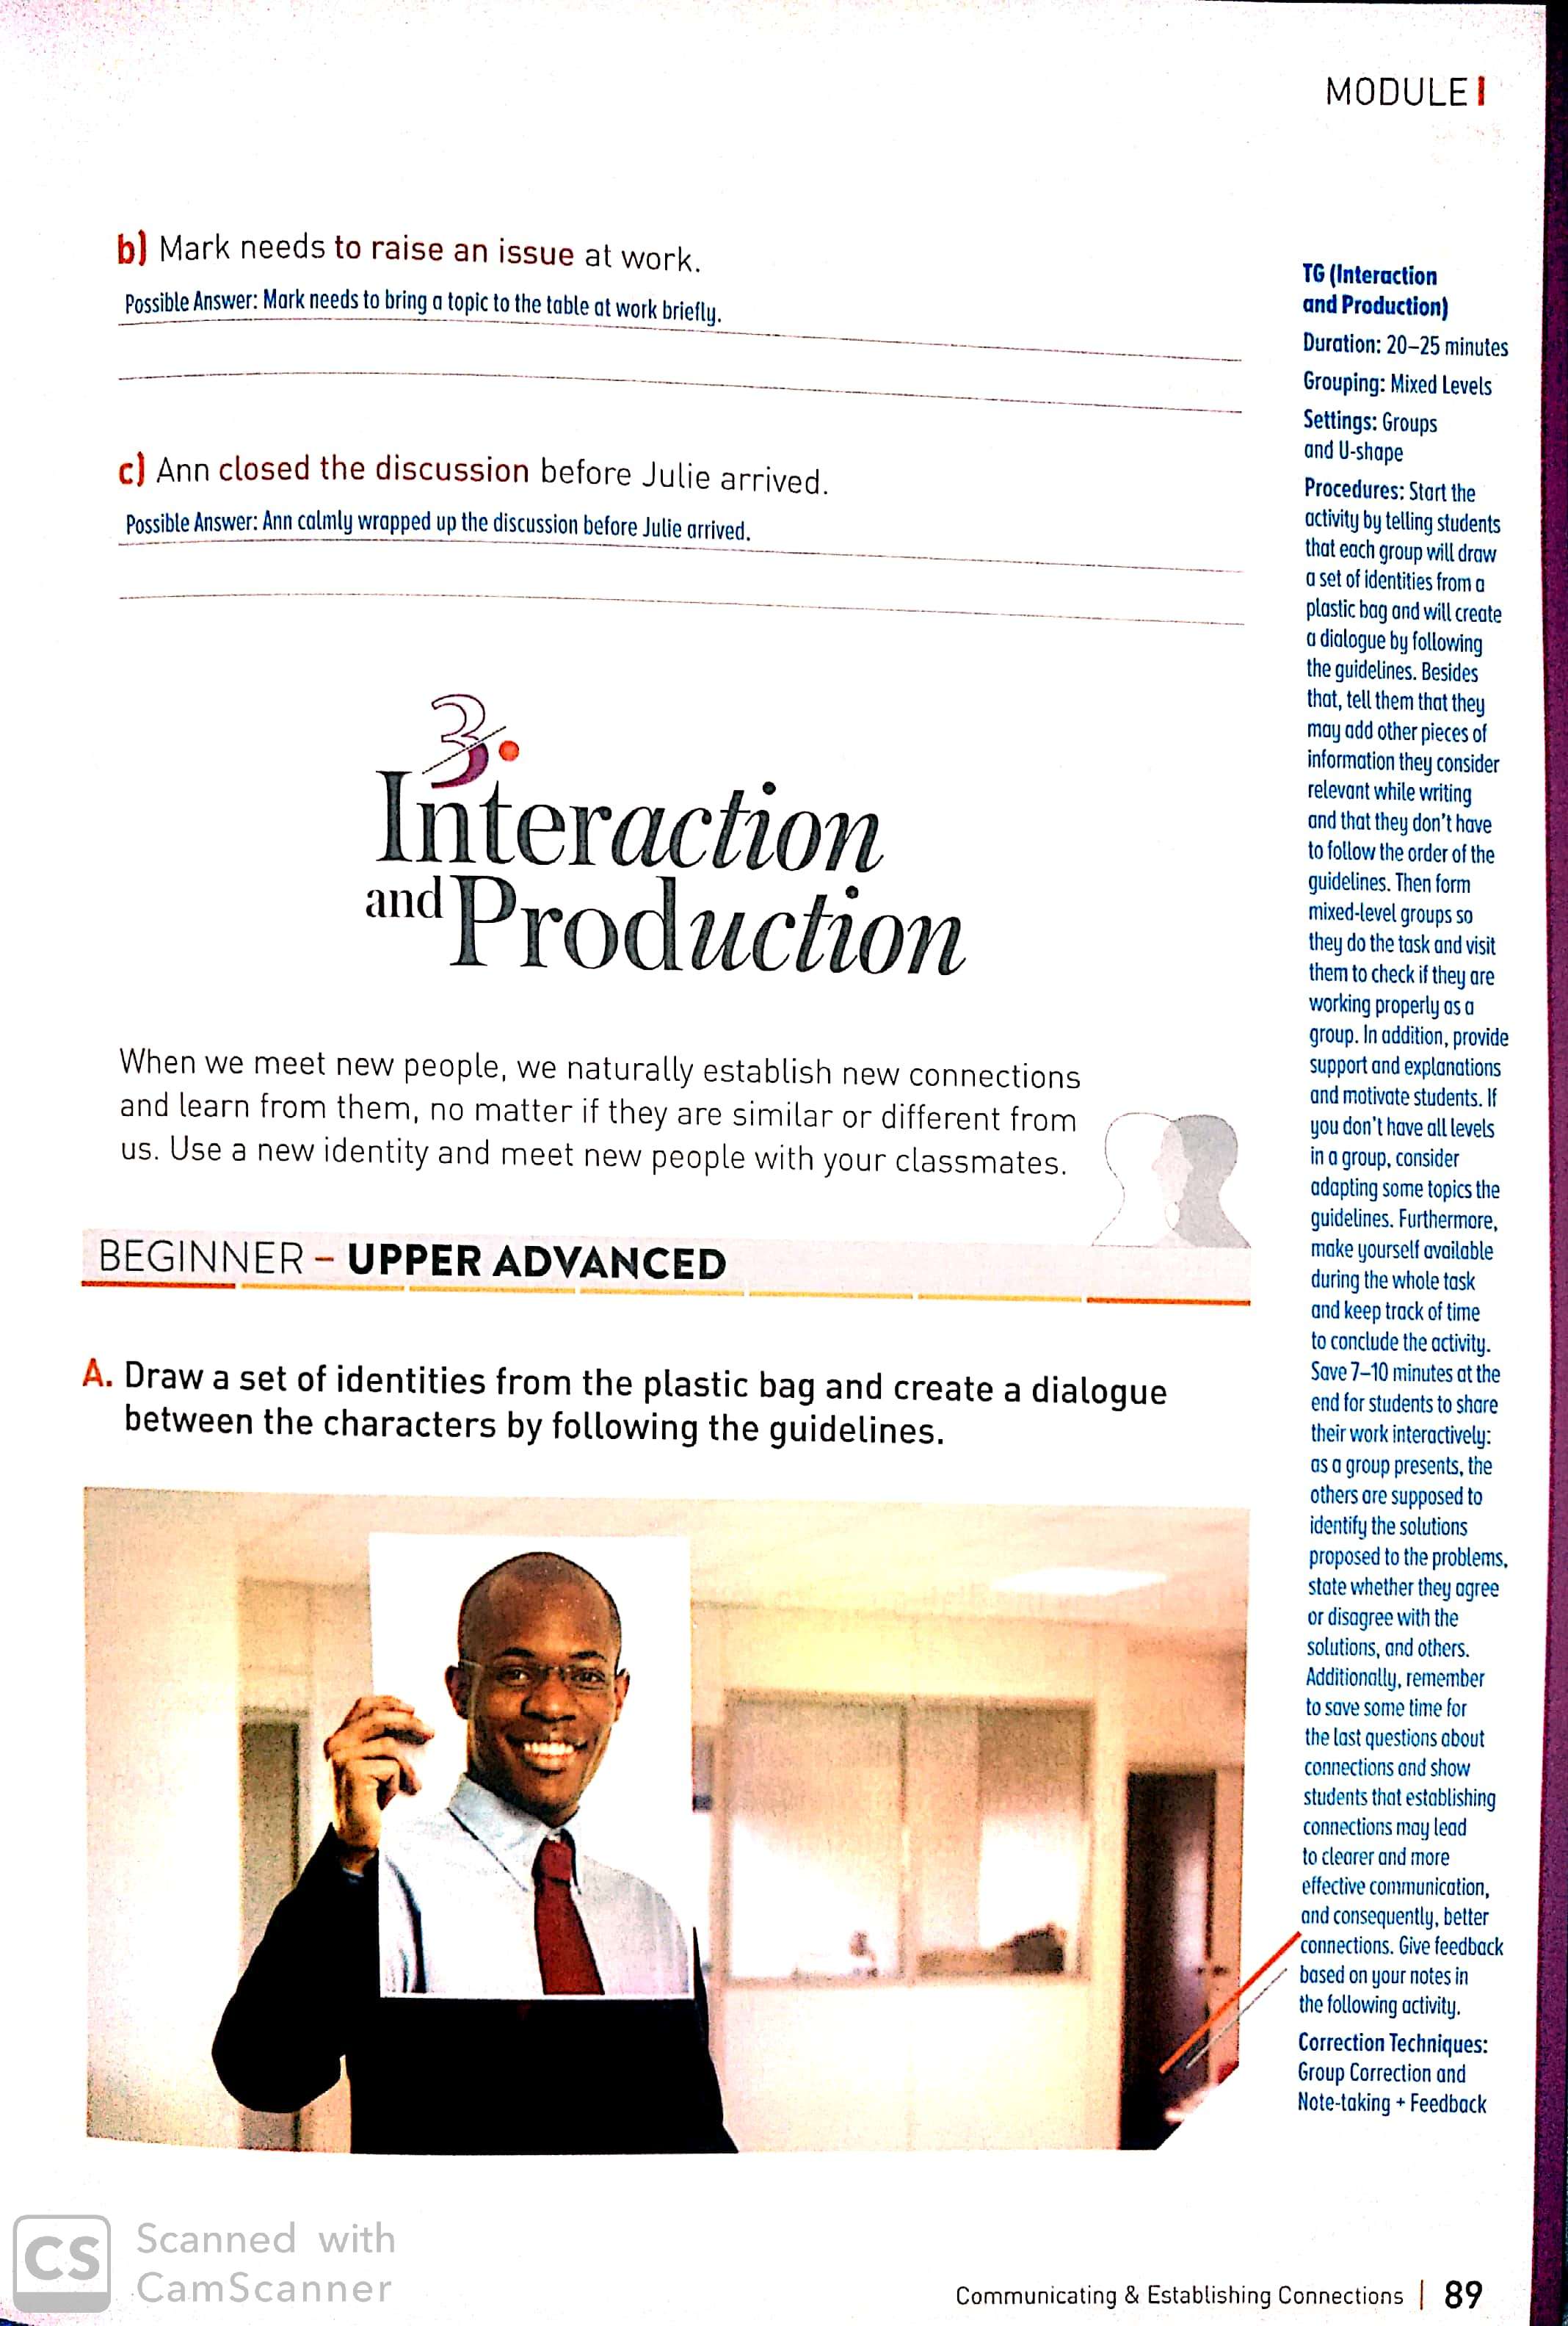 MODULE I
b) Mark needs to raise an issue at work.
Possible Answer: Mark needs to bring a topic to the table at work briefly.
c) Ann closed the discussion before Julie arrived.
Possible Answer: Ann calmly wrapped up the discussion before Julie arrived.
3.
Interaction
and Production
When we meet new people, we naturally establish new connections
and learn from them, no matter if they are similar or different from
us. Use a new identity and meet new people with your classmates.
BEGINNER – UPPER ADVANCED
A. Draw a set of identities from the plastic bag and create a dialogue
between the characters by following the guidelines.
TG (Interaction
and Production)
Duration: 20–25 minutes
Grouping: Mixed Levels
Settings: Groups
and U-shape
Procedures: Start the
activity by telling students
that each group will draw
a set of identities from a
plastic bag and will create
a dialogue by following
the guidelines. Besides
that, tell them that they
may add other pieces of
information they consider
relevant while writing
and that they don't have
to follow the order of the
guidelines. Then form
mixed-level groups so
they do the task and visit
them to check if they are
working properly as a
group. In addition, provide
support and explanations
and motivate students. If
you don't have all levels
in a group, consider
adapting some topics the
guidelines. Furthermore,
make yourself available
during the whole task
and keep track of time
to conclude the activity.
Save 7–10 minutes at the
end for students to share
their work interactively:
as a group presents, the
others are supposed to
identify the solutions
proposed to the problems,
state whether they agree
or disagree with the
solutions, and others.
Additionally, remember
to save some time for
the last questions about
connections and show
students that establishing
connections may lead
to clearer and more
effective communication,
and consequently, better
connections. Give feedback
based on your notes in
the following activity.
Correction Techniques:
Group Correction and
Note-taking + Feedback
CS
Scanned with
CamScanner
Communicating & Establishing Connections | 89